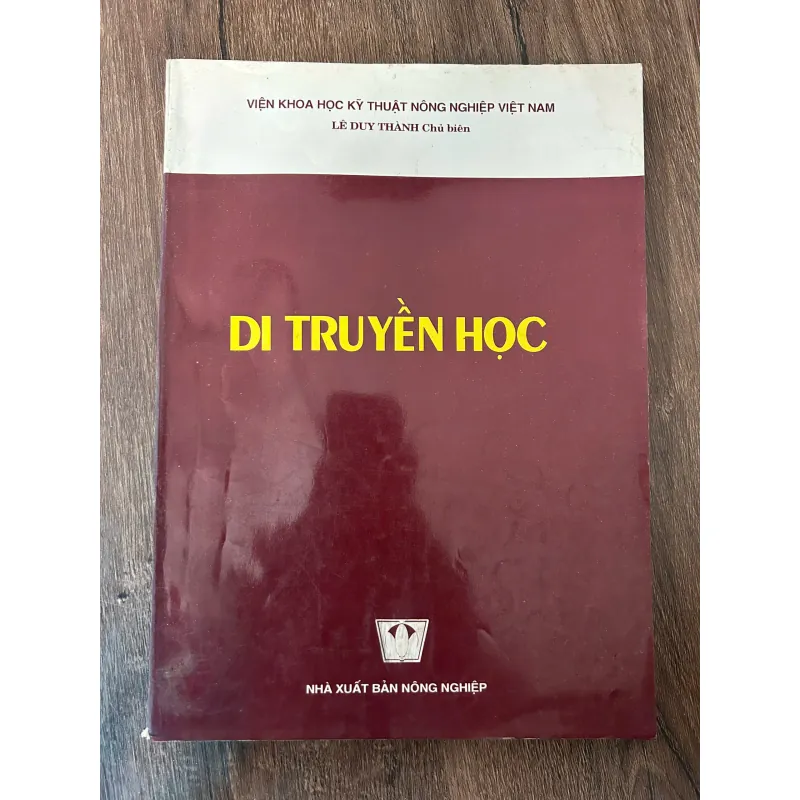 VIỆN KHOA HỌC KỸ THUẬT NÔNG NGHIỆP VIỆT NAM
LÊ DUY THÀNH Chủ biên
DI TRUYỀN HỌC
NHÀ XUẤT BẢN NÔNG NGHIỆP